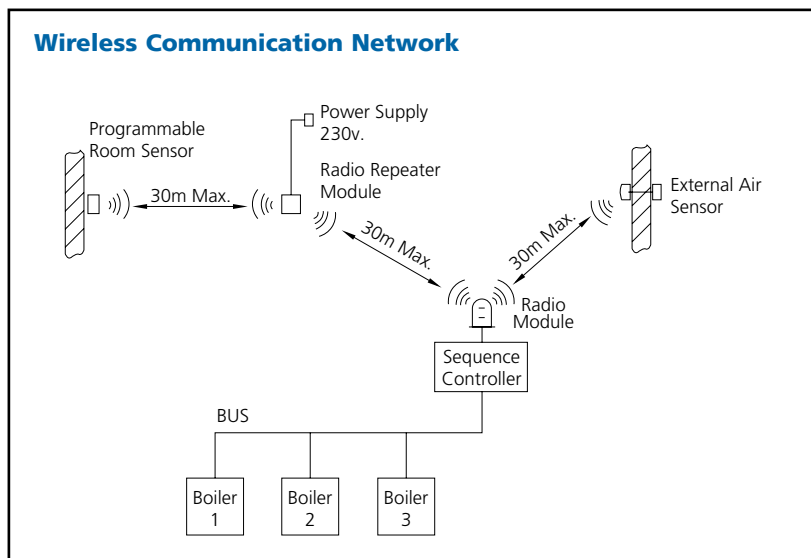 Wireless Communication Network
Programmable
Room Sensor
30m Max.
Power Supply
230v.
Radio Repeater
Module
30m Max.
30m Max.
External Air
Sensor
Radio
Module
Sequence
Controller
BUS
Boiler
1
Boiler
2
Boiler
3